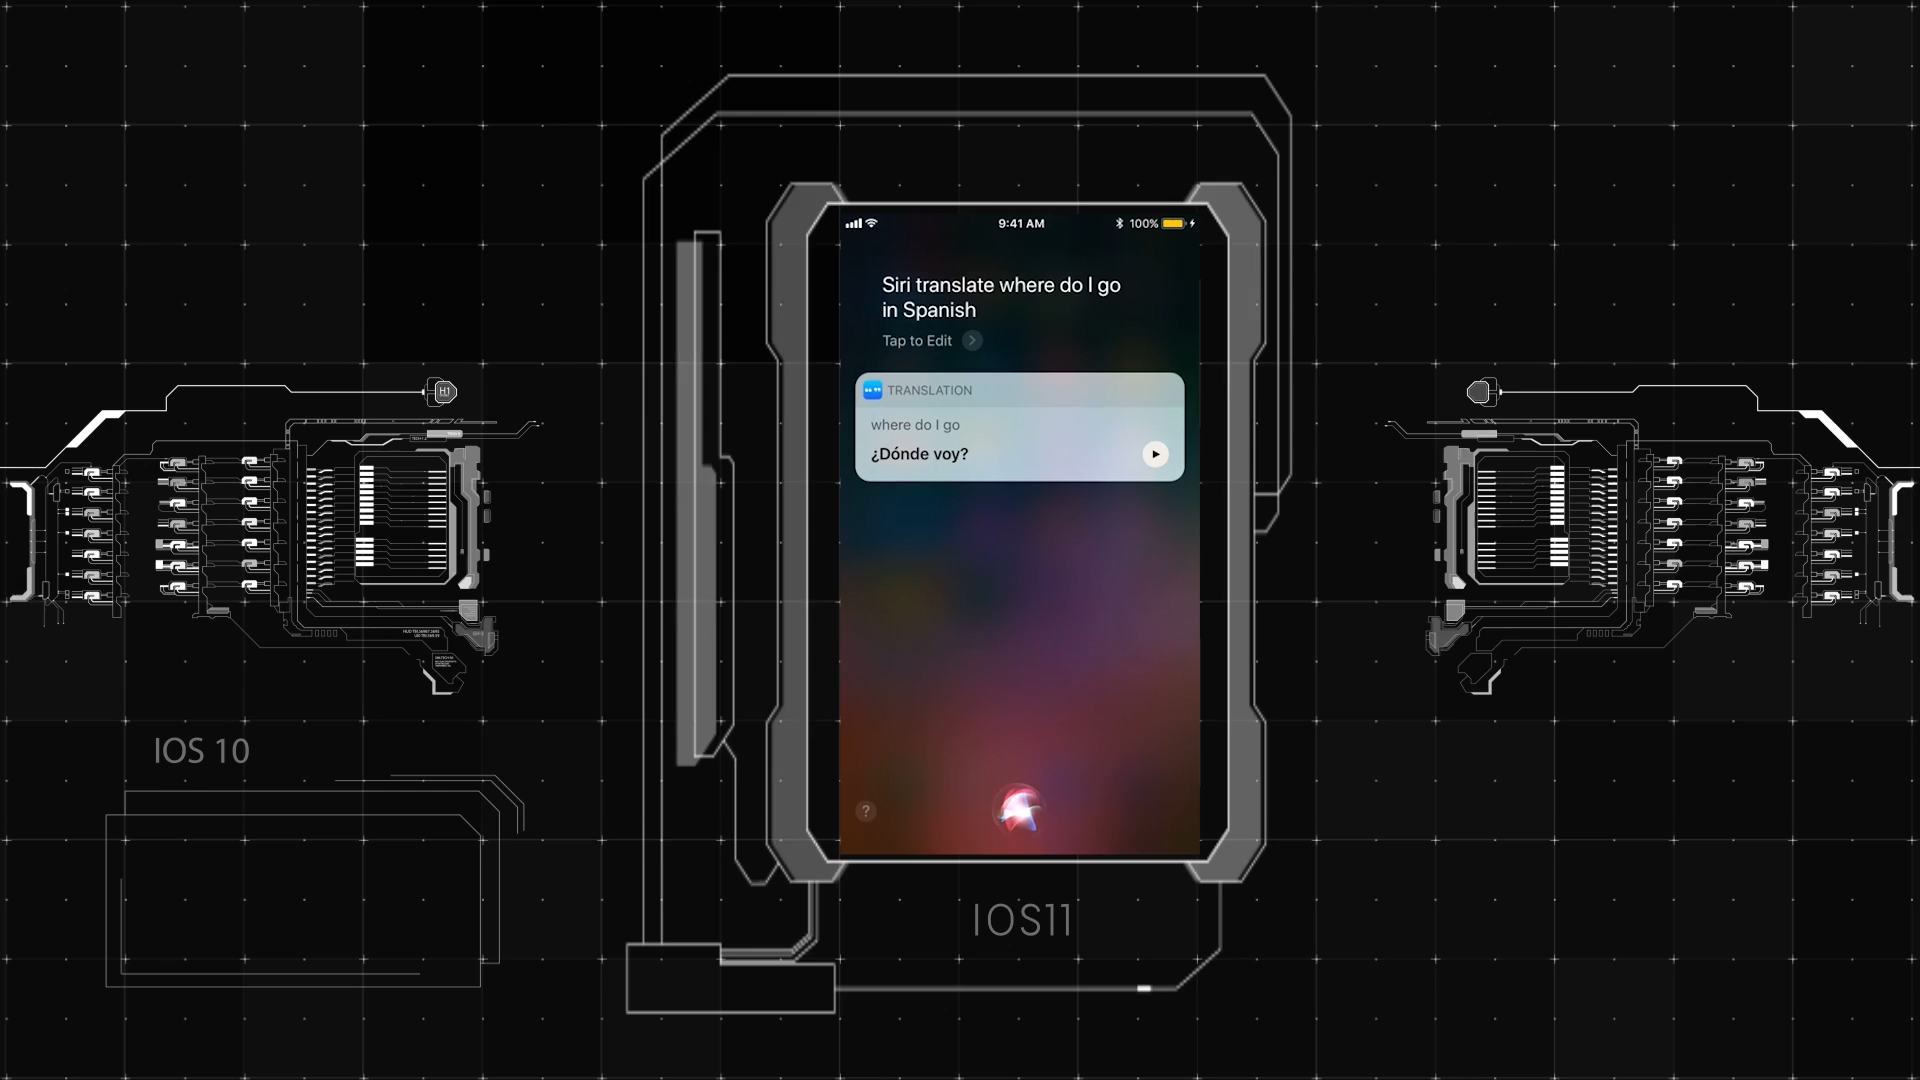 9:41 AM
100%
Siri translate where do I go
in Spanish
Tap to Edit
TRANSLATION
where do I go
¿Dónde voy?
?
H1
IOS 10
IOS11